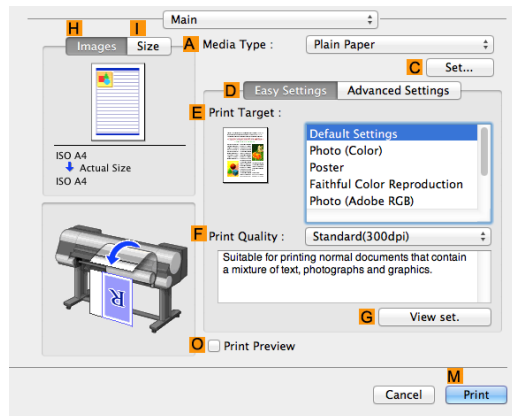 Main
H I
Images Size
A Media Type : Plain Paper
C Set...
D Easy Settings Advanced Settings
E Print Target :
Default Settings
Photo (Color)
Poster
Faithful Color Reproduction
Photo (Adobe RGB)
ISO A4
Actual Size
ISO A4
F Print Quality : Standard(300dpi)
Suitable for printing normal documents that contain
a mixture of text, photographs and graphics.
R
G View set.
O Print Preview
M
Cancel Print